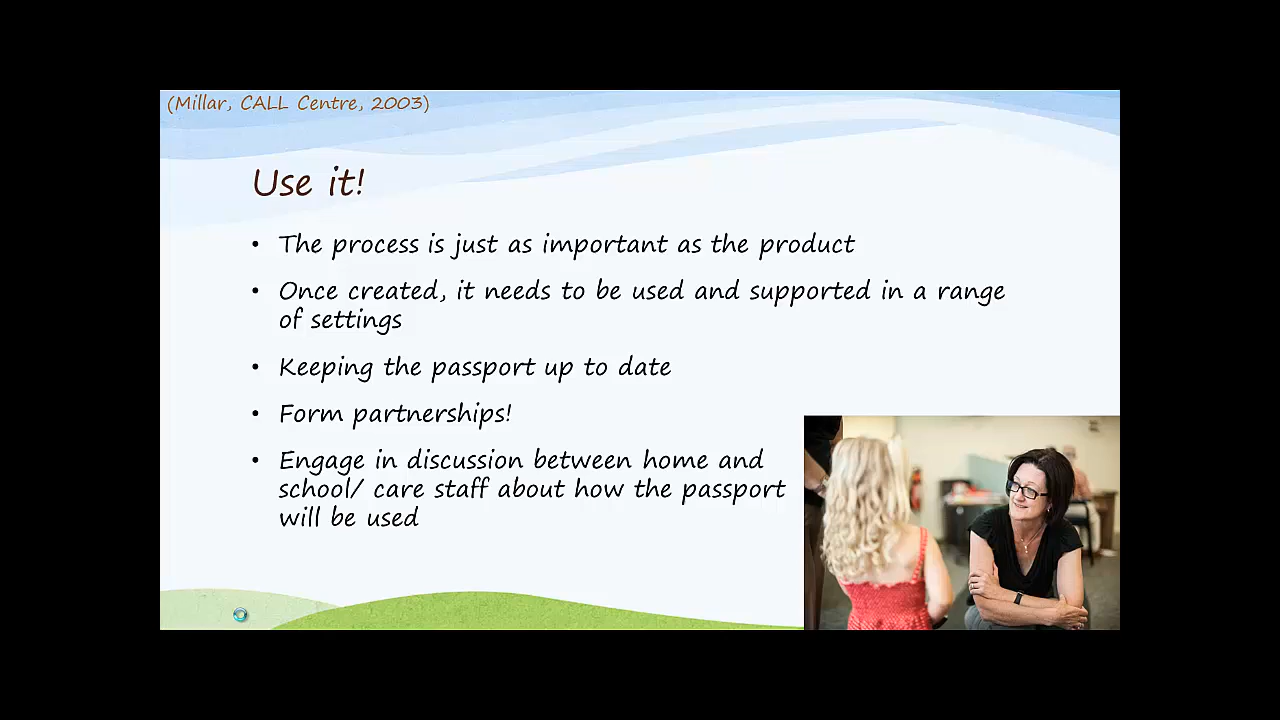 (Millar, CALL Centre, 2003)
Use it!
• The process is just as important as the product
• Once created, it needs to be used and supported in a range
of settings
• Keeping the passport up to date
• Form partnerships!
• Engage in discussion between home and
school/ care staff about how the passport
will be used